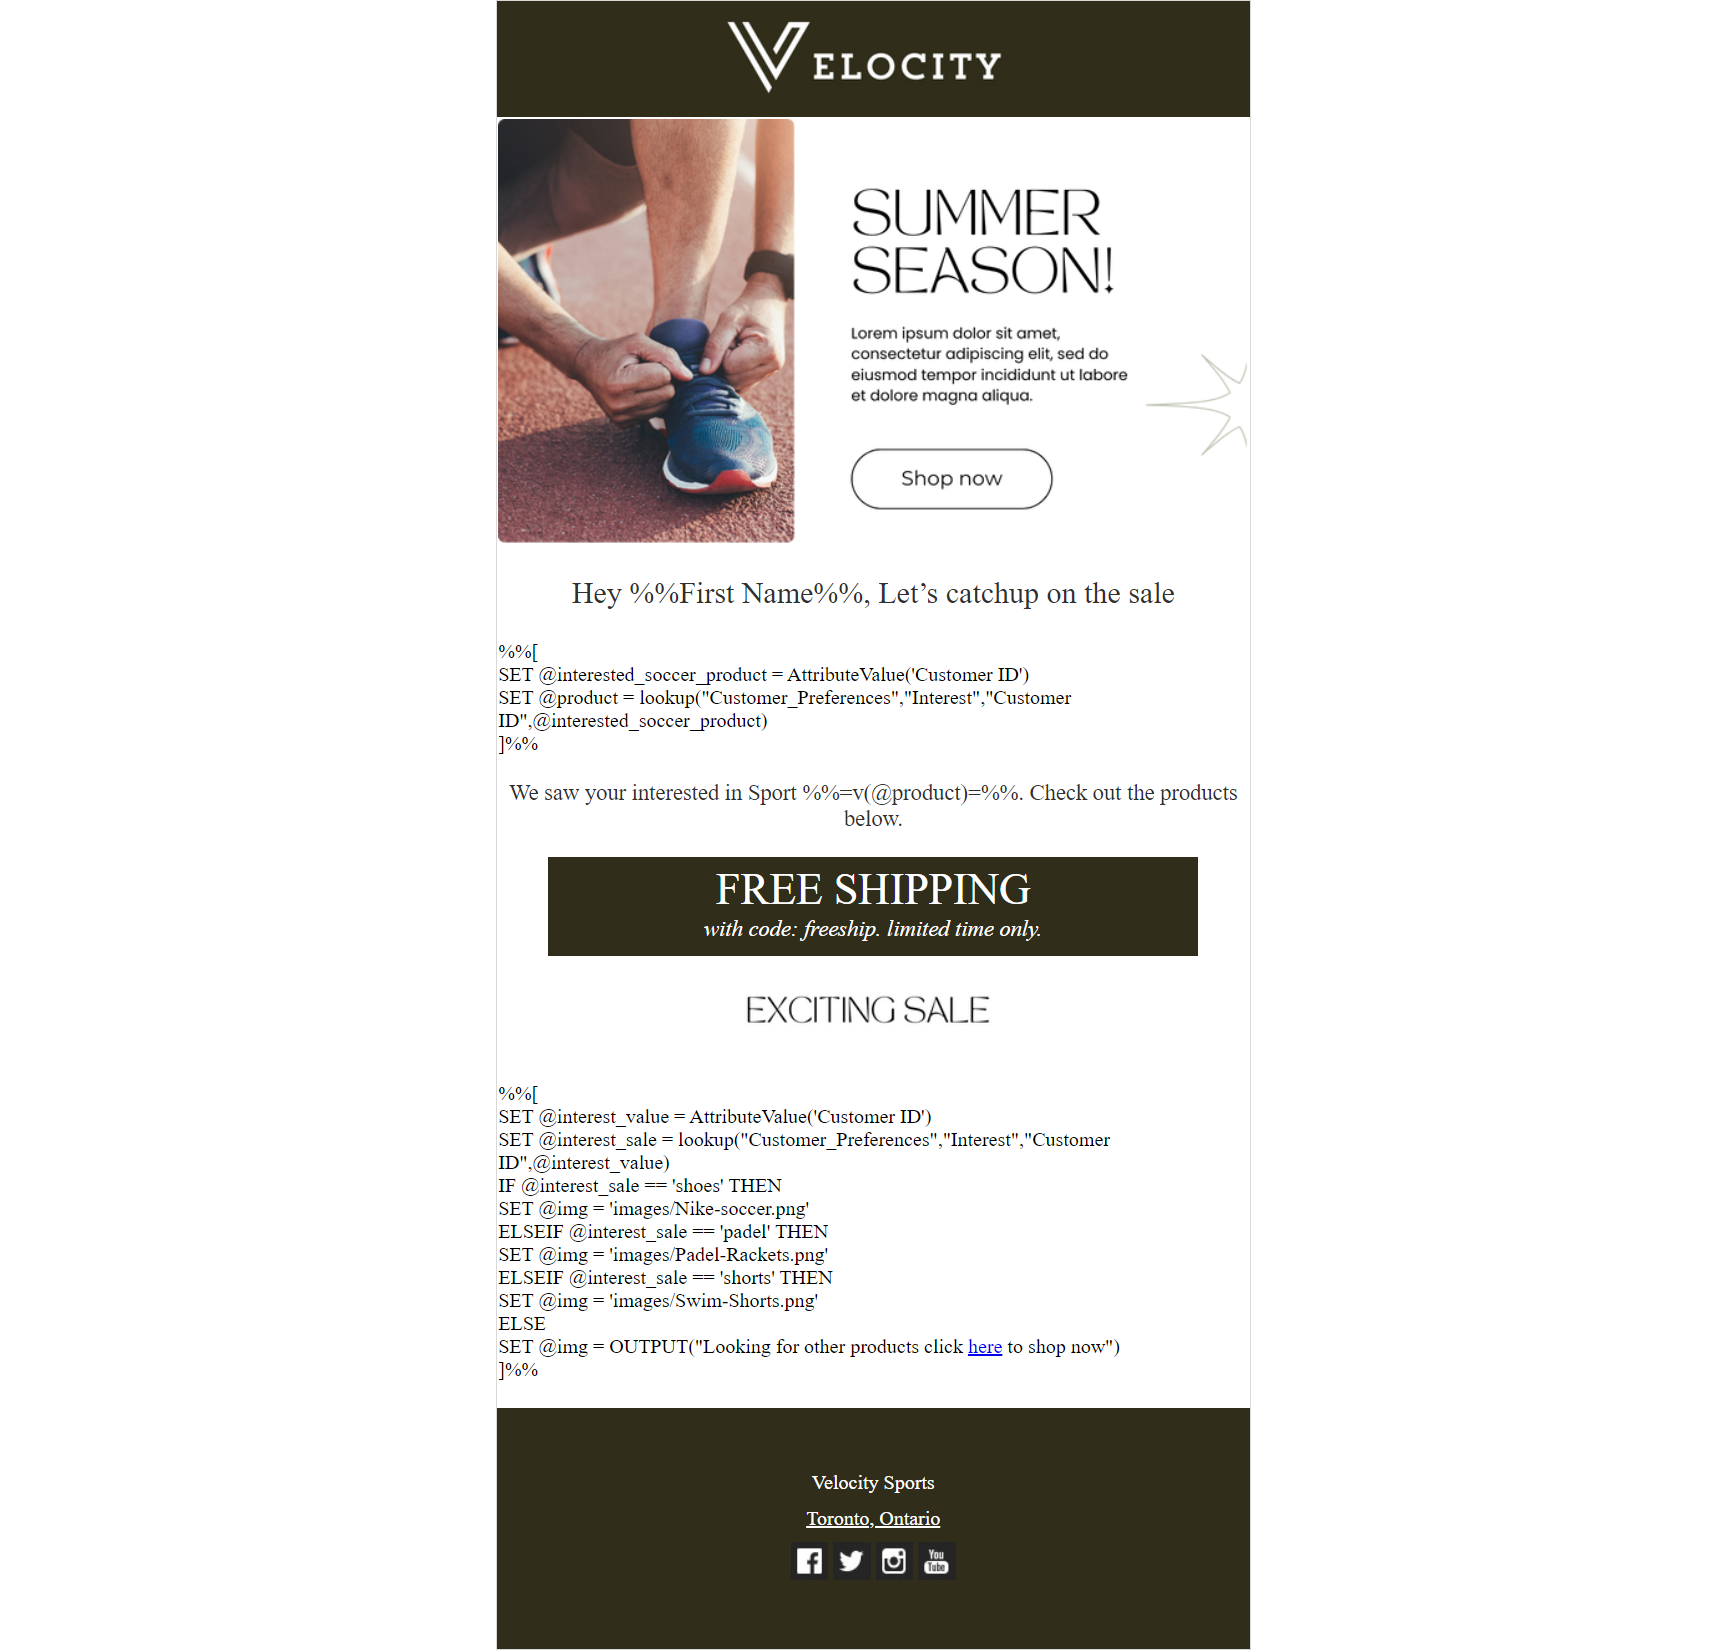 VELOCITY
SUMMER
SEASON!
Lorem ipsum dolor sit amet,
consectetur adipiscing elit, sed do
eiusmod tempor incididunt ut labore
et dolore magna aliqua.
Shop now
Hey %%First Name%%, Let’s catchup on the sale
%%[
SET @interested_soccer_product = AttributeValue('Customer ID')
SET @product = lookup("Customer_Preferences","Interest","Customer
ID",@interested_soccer_product)
]%%
We saw your interested in Sport %%=v(@product)=%%. Check out the products
below.
FREE SHIPPING
with code: freeship. limited time only.
EXCITING SALE
%%[
SET @interest_value = AttributeValue('Customer ID')
SET @interest_sale = lookup("Customer_Preferences","Interest","Customer
ID",@interest_value)
IF @interest_sale == 'shoes' THEN
SET @img = 'images/Nike-soccer.png'
ELSEIF @interest_sale == 'padel' THEN
SET @img = 'images/Padel-Rackets.png'
ELSEIF @interest_sale == 'shorts' THEN
SET @img = 'images/Swim-Shorts.png'
ELSE
SET @img = OUTPUT("Looking for other products click here to shop now")
]%%
Velocity Sports
Toronto, Ontario
You
Tube